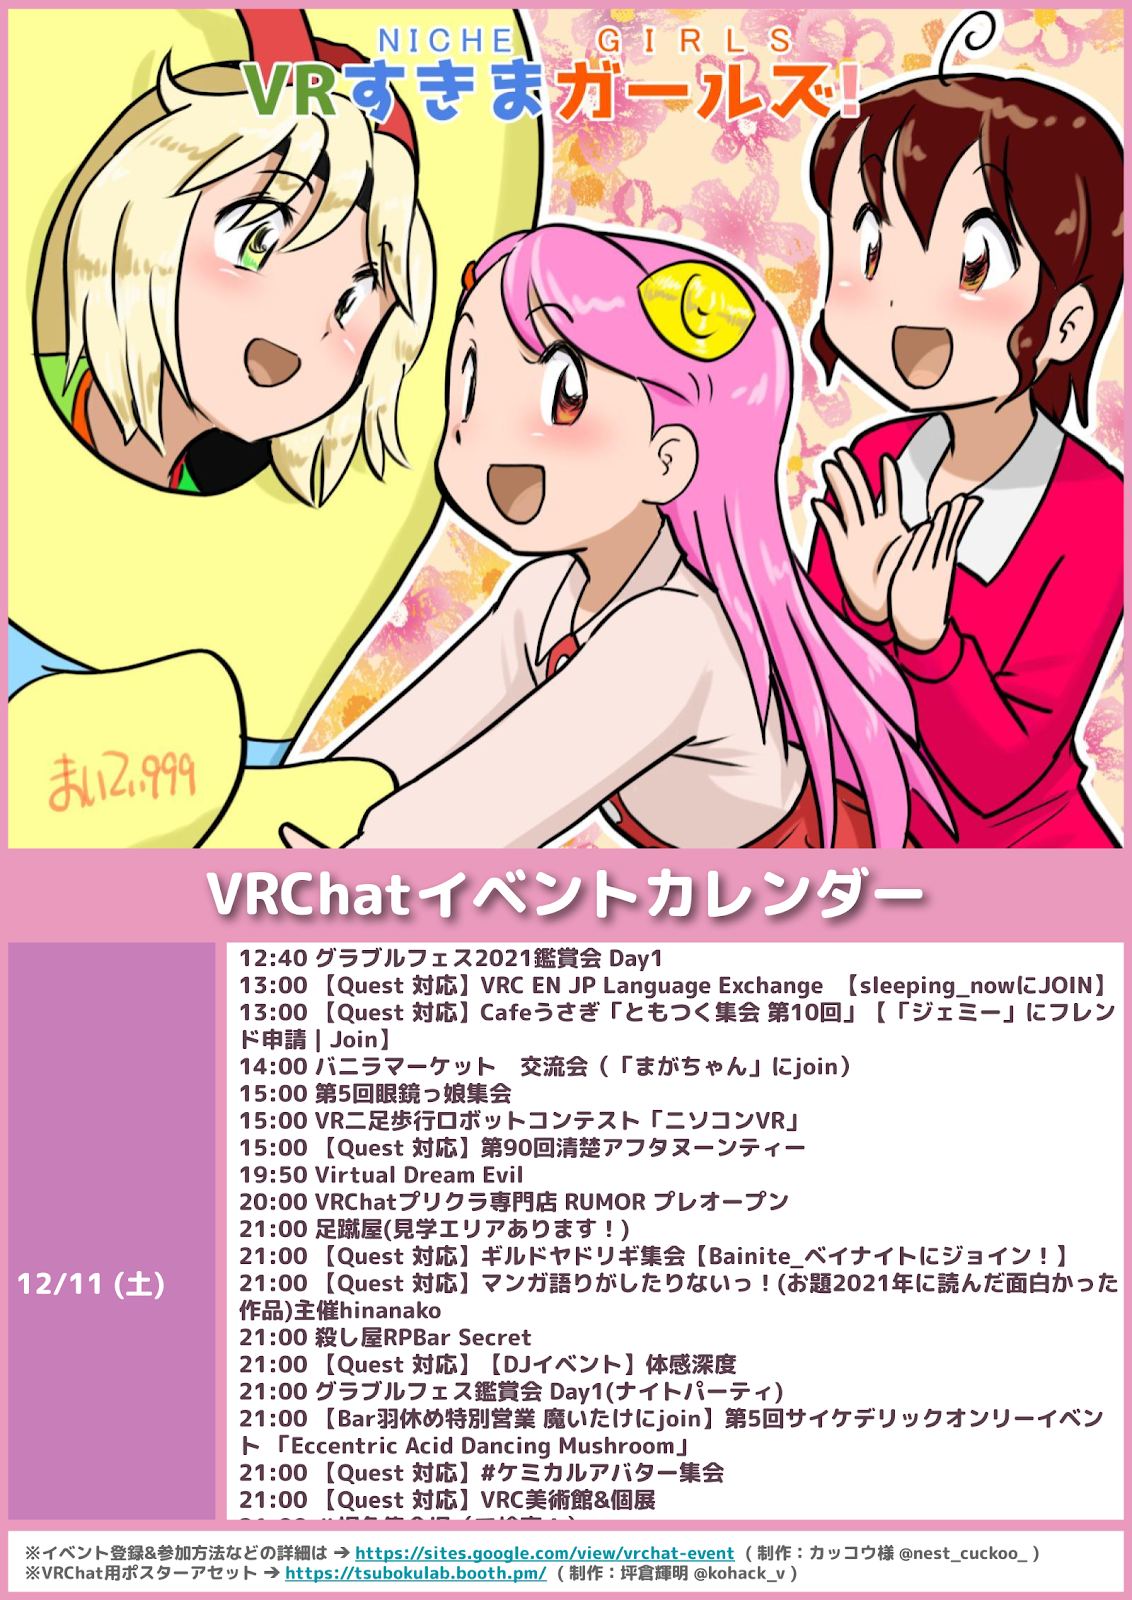 NICHE GIRLS
VRすきまガールズ!
まいこぃ999
VRChatイベントカレンダー
12/11 (土)
12:40 グラブルフェス2021鑑賞会 Day1
13:00 【Quest 対応】VRC EN JP Language Exchange 【sleeping_nowにJOIN】
13:00 【Quest 対応】Cafeうさぎ「ともつく集会 第10回」【「ジェミー」にフレン
ド申請 | Join】
14:00 バニラマーケット　交流会（「まがちゃん」にjoin）
15:00 第5回眼鏡っ娘集会
15:00 VR二足歩行ロボットコンテスト「ニソコンVR」
15:00 【Quest 対応】第90回清楚アフタヌーンティー
19:50 Virtual Dream Evil
20:00 VRChatプリクラ専門店 RUMOR プレオープン
21:00 足蹴屋(見学エリアあります！)
21:00 【Quest 対応】ギルドヤドリギ集会【Bainite_ベイナイトにジョイン！】
21:00 【Quest 対応】マンガ語りがしたりないっ！(お題2021年に読んだ面白かった
作品)主催hinanako
21:00 殺し屋RPBar Secret
21:00 【Quest 対応】【DJイベント】体感深度
21:00 グラブルフェス鑑賞会 Day1(ナイトパーティ)
21:00 【Bar羽休め特別営業 魔いたけにjoin】第5回サイケデリックオンリーイベン
ト 「Eccentric Acid Dancing Mushroom」
21:00 【Quest 対応】#ケミカルアバター集会
21:00 【Quest 対応】VRC美術館&個展
※イベント登録&参加方法などの詳細は ➔ https://sites.google.com/view/vrchat-event （ 制作：カッコウ様 @nest_cuckoo_ ）
※VRChat用ポスターアセット ➔ https://tsubokulab.booth.pm/ （ 制作：坪倉輝明 @kohack_v ）